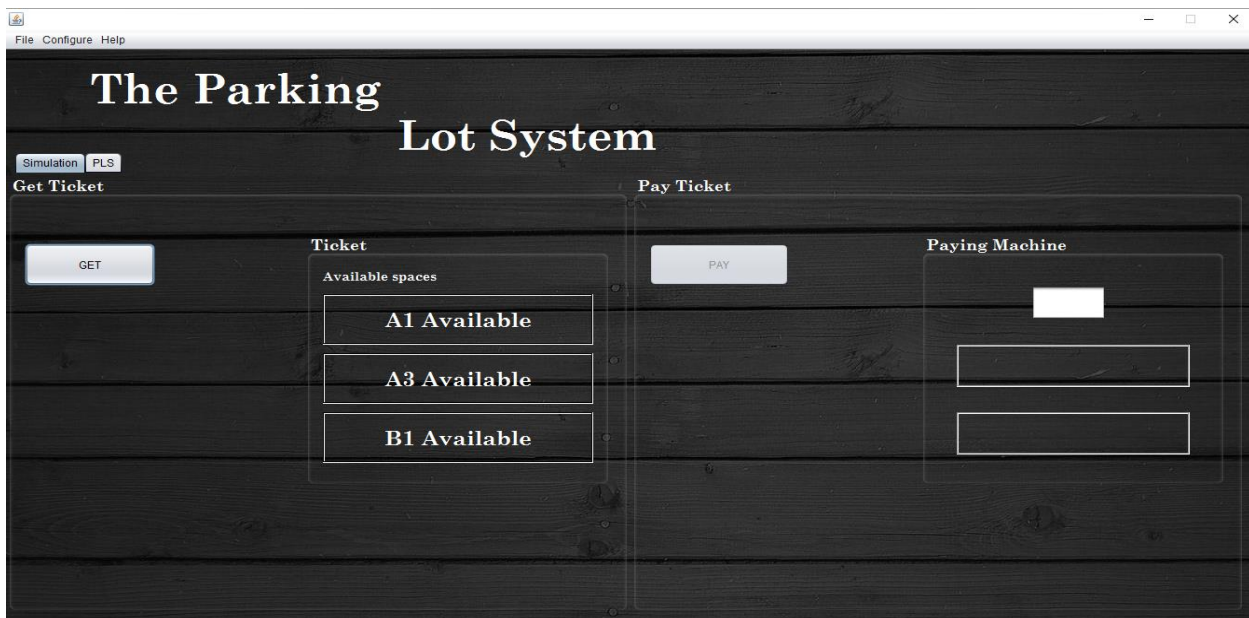 File Configure Help
The Parking
Lot System
Simulation PLS
Get Ticket
GET
Ticket
Available spaces
A1 Available
A3 Available
B1 Available
Pay Ticket
PAY
Paying Machine